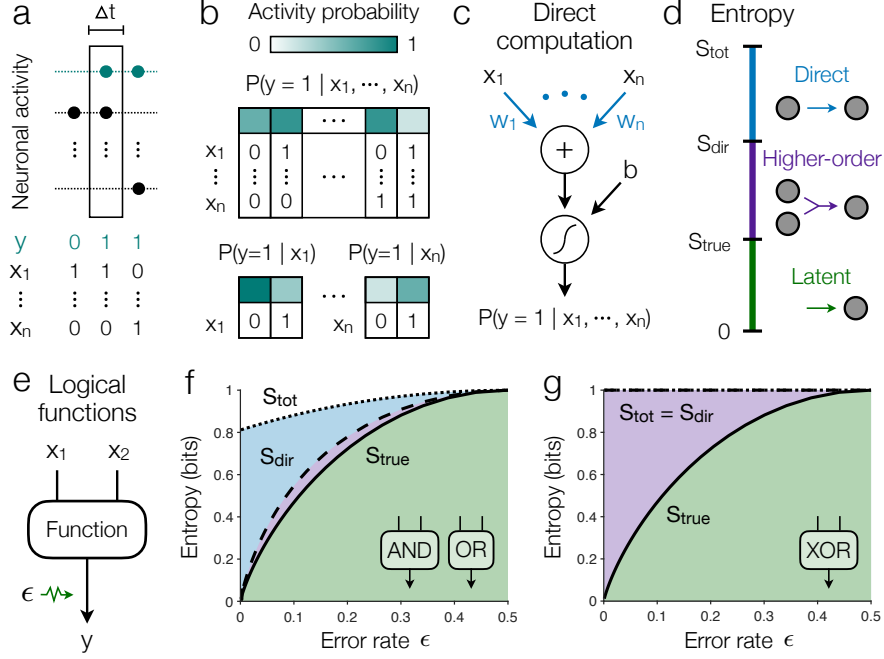 a
Δt
Neuronal activity
y 0 1 1
x1 1 1 0
⋮ ⋮ ⋮ ⋮
xn 0 0 1
b
Activity probability
0 1
P(y = 1 | x1, ⋯, xn)
⋯
x1 0 1 1 0
⋮ ⋮ ⋮ ⋯ ⋮ ⋮
xn 0 0 1 1
P(y=1 | x1) P(y=1 | xn)
⋯
x1 0 1 xn 0 1
c
Direct
computation
x1 xn
w1 wn
+
b
P(y = 1 | x1, ⋯, xn)
d
Entropy
Stot
Direct
Sdir
Higher-order
Strue
Latent
0
e
Logical
functions
x1 x2
Function
ϵ
y
f
Entropy (bits)
1
0.8
0.6
0.4
0.2
0
Stot
Sdir
Strue
AND
OR
0 0.1 0.2 0.3 0.4 0.5
Error rate ϵ
g
Entropy (bits)
1
0.8
0.6
0.4
0.2
0
Stot = Sdir
Strue
XOR
0 0.1 0.2 0.3 0.4 0.5
Error rate ϵ